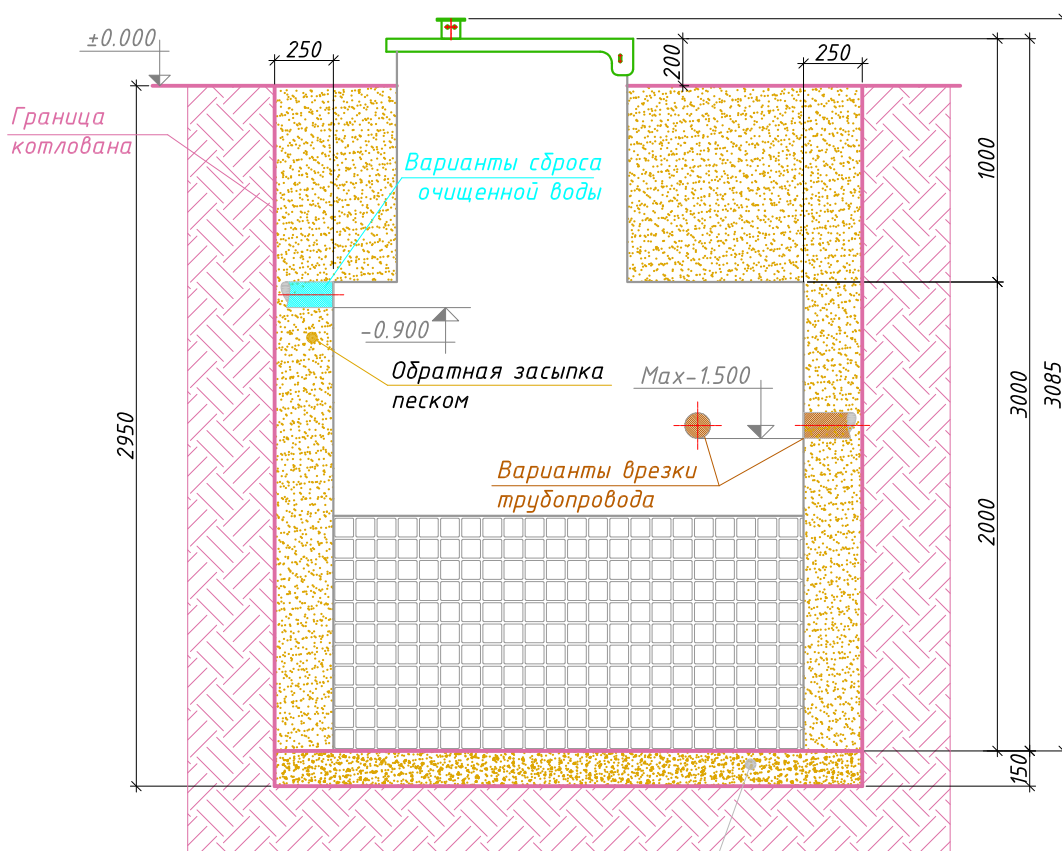 ±0.000
250
200
250
Граница
котлована
Варианты сброса
очищенной воды
1000
-0.900
Обратная засыпка
песком
Max-1.500
3000
3085
2950
Варианты врезки
трубопровода
2000
150